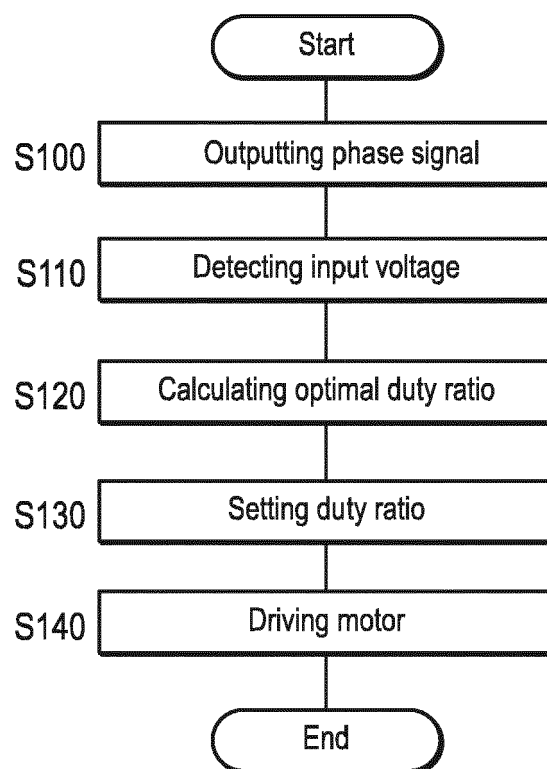 Start
S100 Outputting phase signal
S110 Detecting input voltage
S120 Calculating optimal duty ratio
S130 Setting duty ratio
S140 Driving motor
End